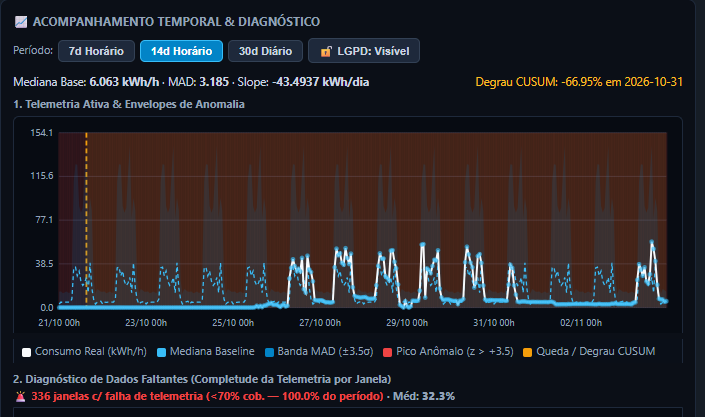 📈 ACOMPANHAMENTO TEMPORAL & DIAGNÓSTICO
Período: 7d Horário 14d Horário 30d Diário 🔓 LGPD: Visível
Mediana Base: 6.063 kWh/h · MAD: 3.185 · Slope: -43.4937 kWh/dia Degrau CUSUM: -66.95% em 2026-10-31
1. Telemetria Ativa & Envelopes de Anomalia
154.1
115.6
77.1
38.5
0.0
21/10 00h 23/10 00h 25/10 00h 27/10 00h 29/10 00h 31/10 00h 02/11 00h
Consumo Real (kWh/h) Mediana Baseline Banda MAD (±3.5σ) Pico Anômalo (z > +3.5) Queda / Degrau CUSUM
2. Diagnóstico de Dados Faltantes (Completude da Telemetria por Janela)
🚨 336 janelas c/ falha de telemetria (<70% cob. — 100.0% do período) · Méd: 32.3%